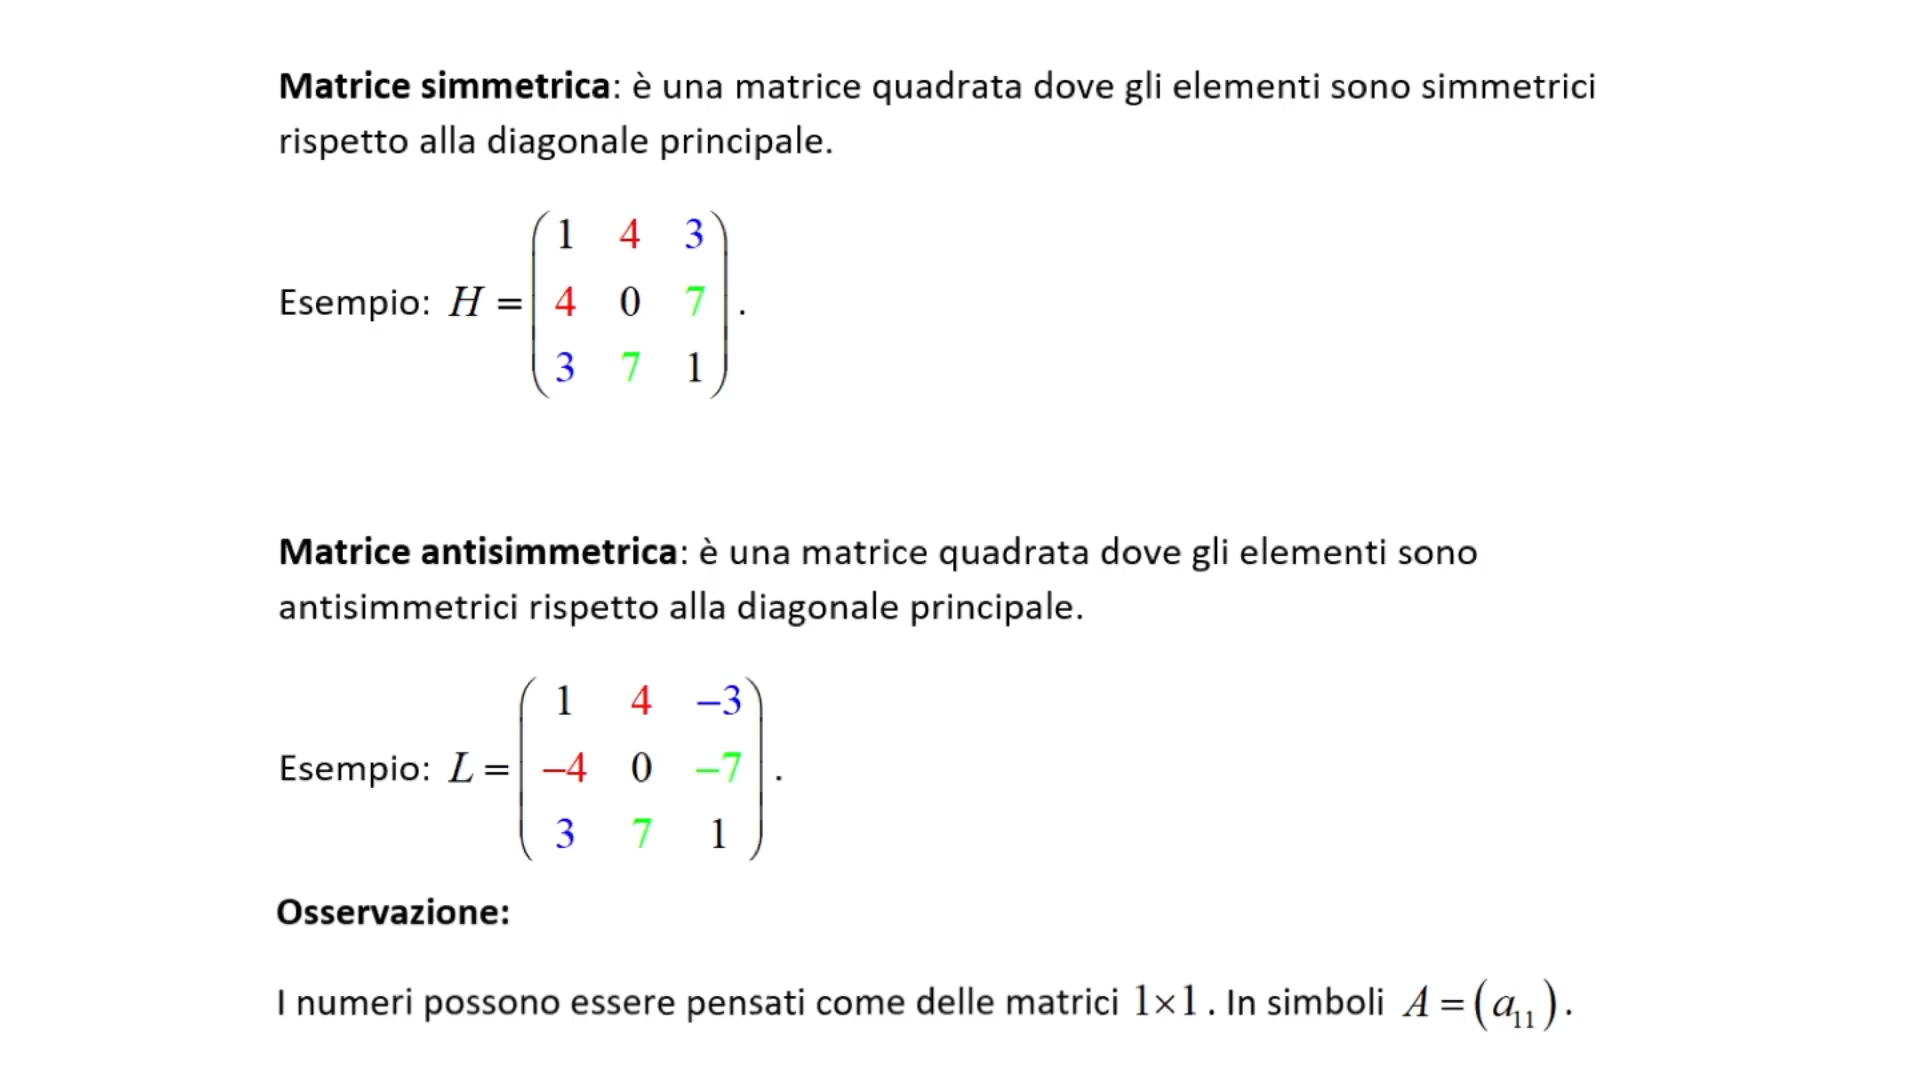 Matrice simmetrica: è una matrice quadrata dove gli elementi sono simmetrici
rispetto alla diagonale principale.
1 4 3
Esempio: H = 4 0 7 .
3 7 1
Matrice antisimmetrica: è una matrice quadrata dove gli elementi sono
antisimmetrici rispetto alla diagonale principale.
1 4 −3
Esempio: L = −4 0 −7 .
3 7 1
Osservazione:
I numeri possono essere pensati come delle matrici 1×1. In simboli A = (a₁₁).